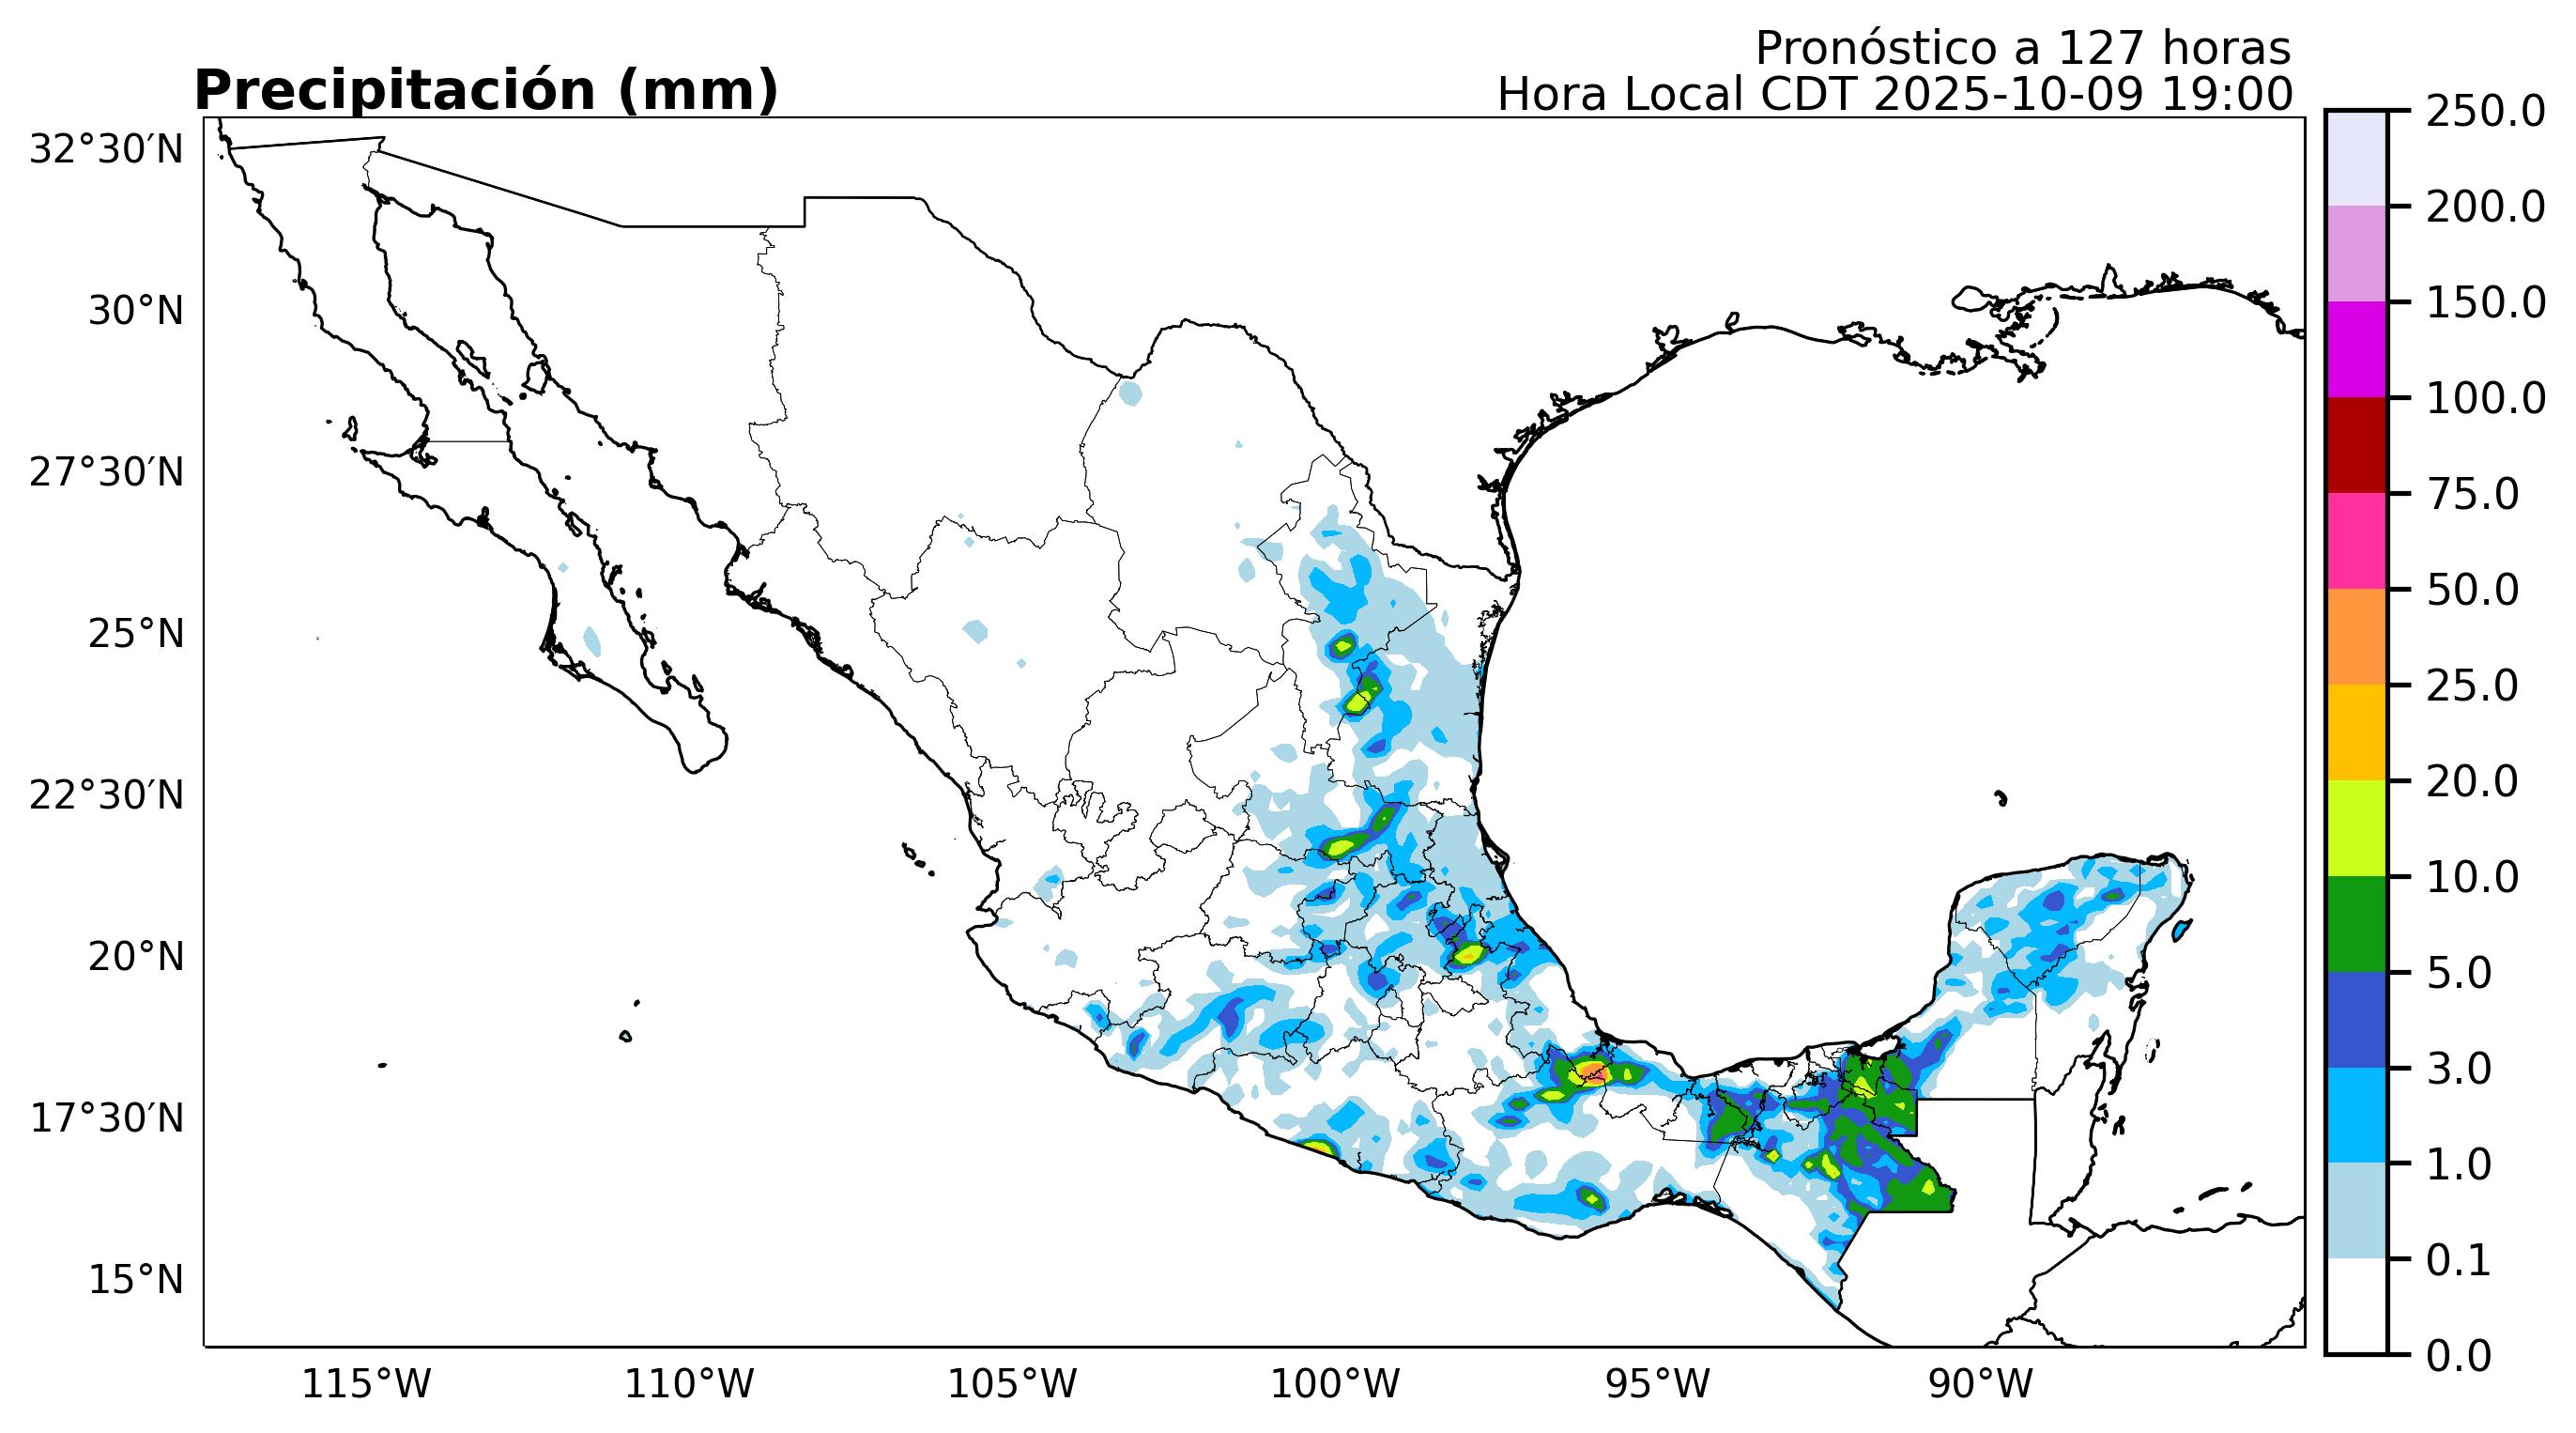 Pronóstico a 127 horas
Precipitación (mm)
Hora Local CDT 2025-10-09 19:00
32°30′N
30°N
27°30′N
25°N
22°30′N
20°N
17°30′N
15°N
115°W
110°W
105°W
100°W
95°W
90°W
250.0
200.0
150.0
100.0
75.0
50.0
25.0
20.0
10.0
5.0
3.0
1.0
0.1
0.0